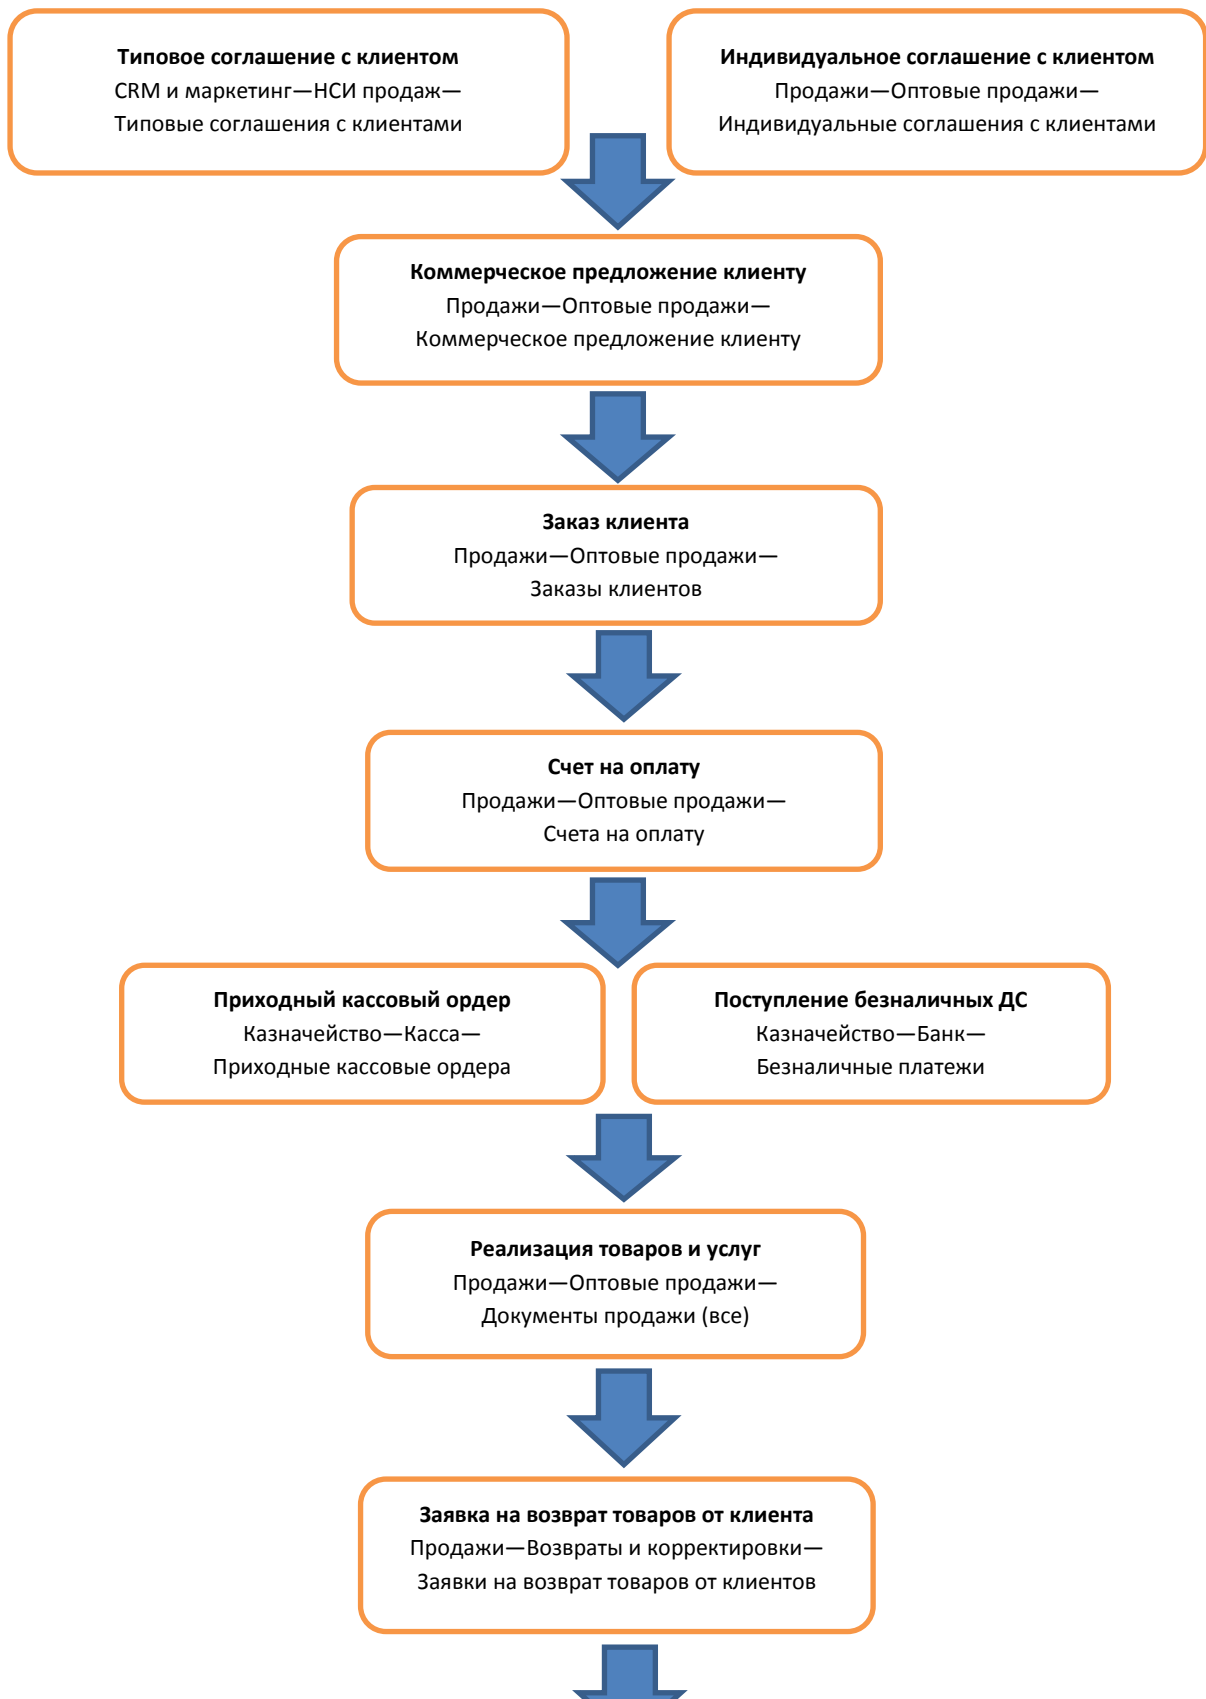 Типовое соглашение с клиентом
CRM и маркетинг—НСИ продаж—
Типовые соглашения с клиентами
Индивидуальное соглашение с клиентом
Продажи—Оптовые продажи—
Индивидуальные соглашения с клиентами
Коммерческое предложение клиенту
Продажи—Оптовые продажи—
Коммерческое предложение клиенту
Заказ клиента
Продажи—Оптовые продажи—
Заказы клиентов
Счет на оплату
Продажи—Оптовые продажи—
Счета на оплату
Приходный кассовый ордер
Казначейство—Касса—
Приходные кассовые ордера
Поступление безналичных ДС
Казначейство—Банк—
Безналичные платежи
Реализация товаров и услуг
Продажи—Оптовые продажи—
Документы продажи (все)
Заявка на возврат товаров от клиента
Продажи—Возвраты и корректировки—
Заявки на возврат товаров от клиентов